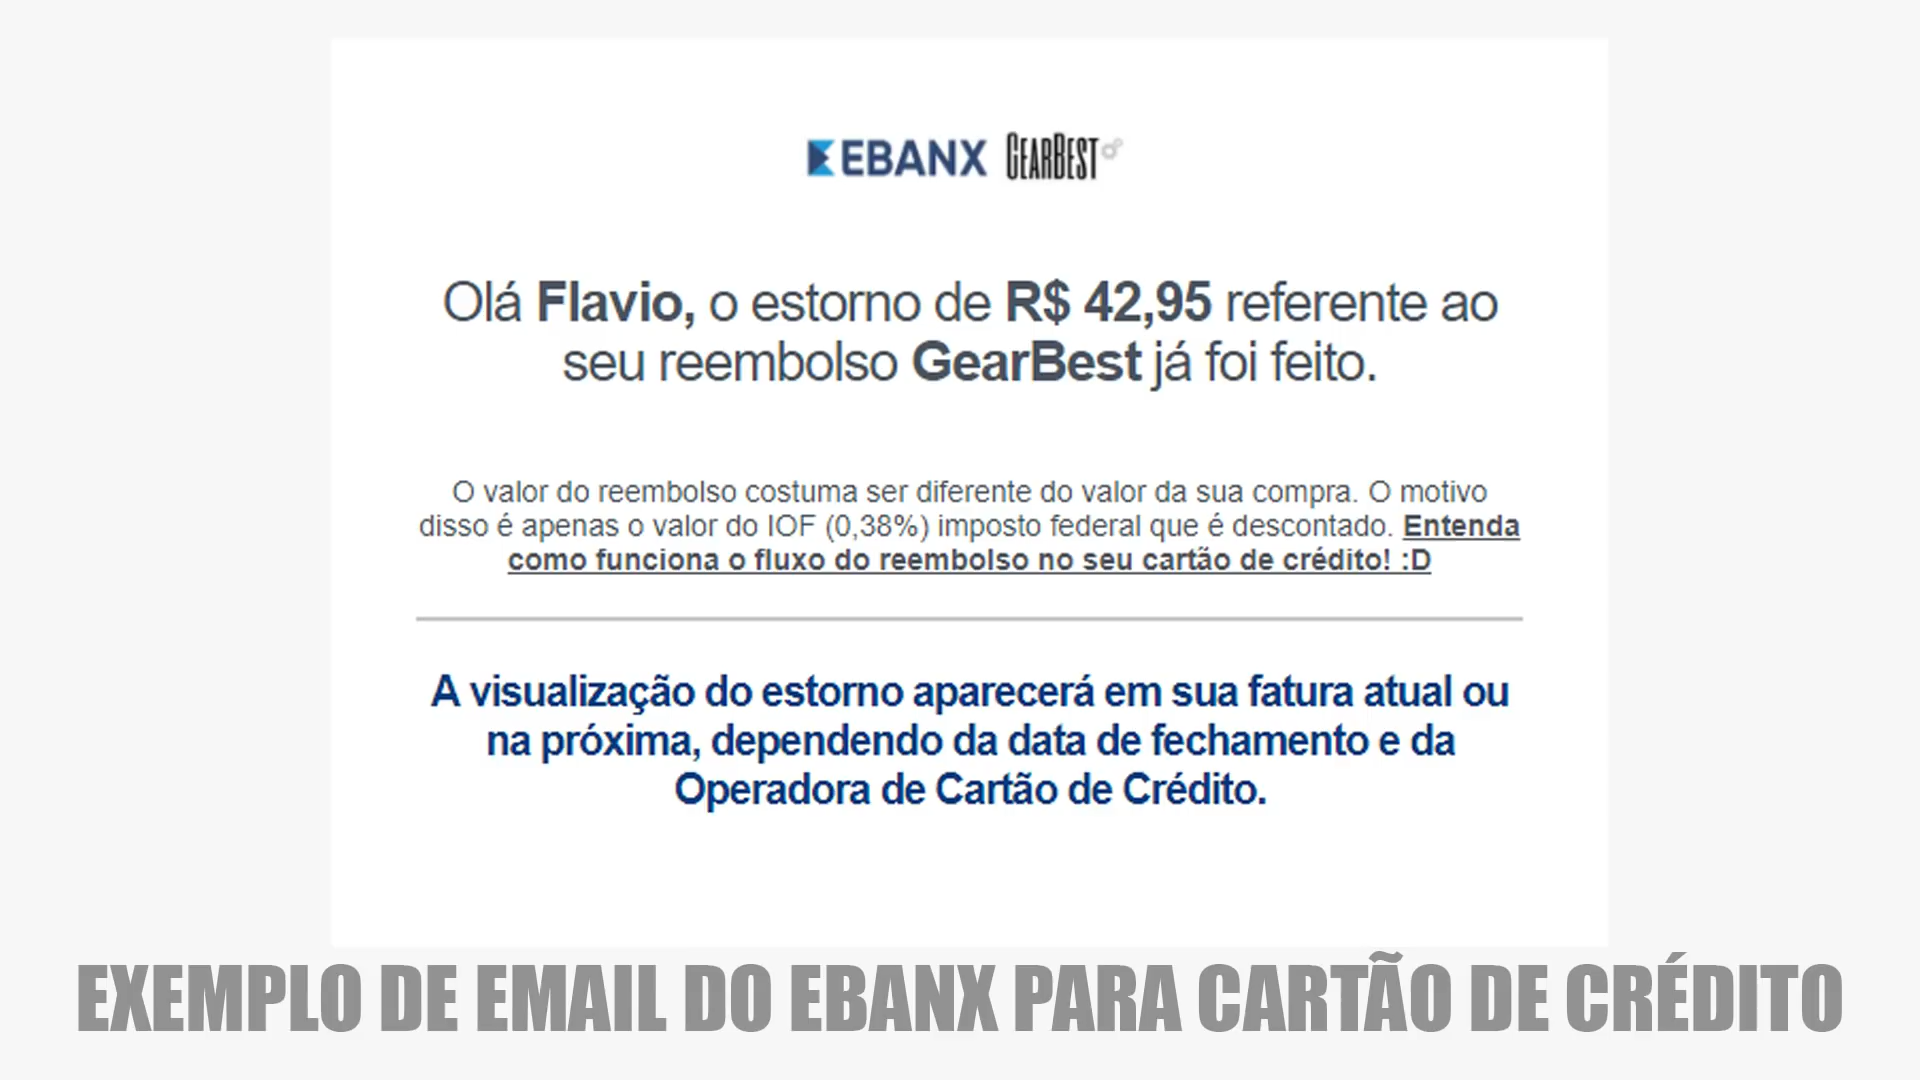 EBANX GEARBEST
Olá Flavio, o estorno de R$ 42,95 referente ao
seu reembolso GearBest já foi feito.
O valor do reembolso costuma ser diferente do valor da sua compra. O motivo
disso é apenas o valor do IOF (0,38%) imposto federal que é descontado. Entenda
como funciona o fluxo do reembolso no seu cartão de crédito! :D
A visualização do estorno aparecerá em sua fatura atual ou
na próxima, dependendo da data de fechamento e da
Operadora de Cartão de Crédito.
EXEMPLO DE EMAIL DO EBANX PARA CARTÃO DE CRÉDITO